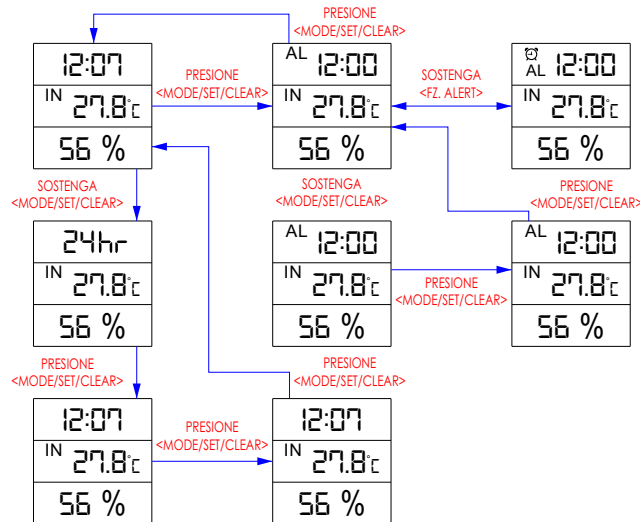 PRESIONE
<MODE/SET/CLEAR>
12:07
IN 27.8°C
56 %
PRESIONE
<MODE/SET/CLEAR>
AL 12:00
IN 27.8°C
56 %
SOSTENGA
<FZ. ALERT>
AL 12:00
IN 27.8°C
56 %
SOSTENGA
<MODE/SET/CLEAR>
SOSTENGA
<MODE/SET/CLEAR>
PRESIONE
<MODE/SET/CLEAR>
24hr
IN 27.8°C
56 %
AL 12:00
IN 27.8°C
56 %
PRESIONE
<MODE/SET/CLEAR>
AL 12:00
IN 27.8°C
56 %
PRESIONE
<MODE/SET/CLEAR>
PRESIONE
<MODE/SET/CLEAR>
12:07
IN 27.8°C
56 %
PRESIONE
<MODE/SET/CLEAR>
12:07
IN 27.8°C
56 %